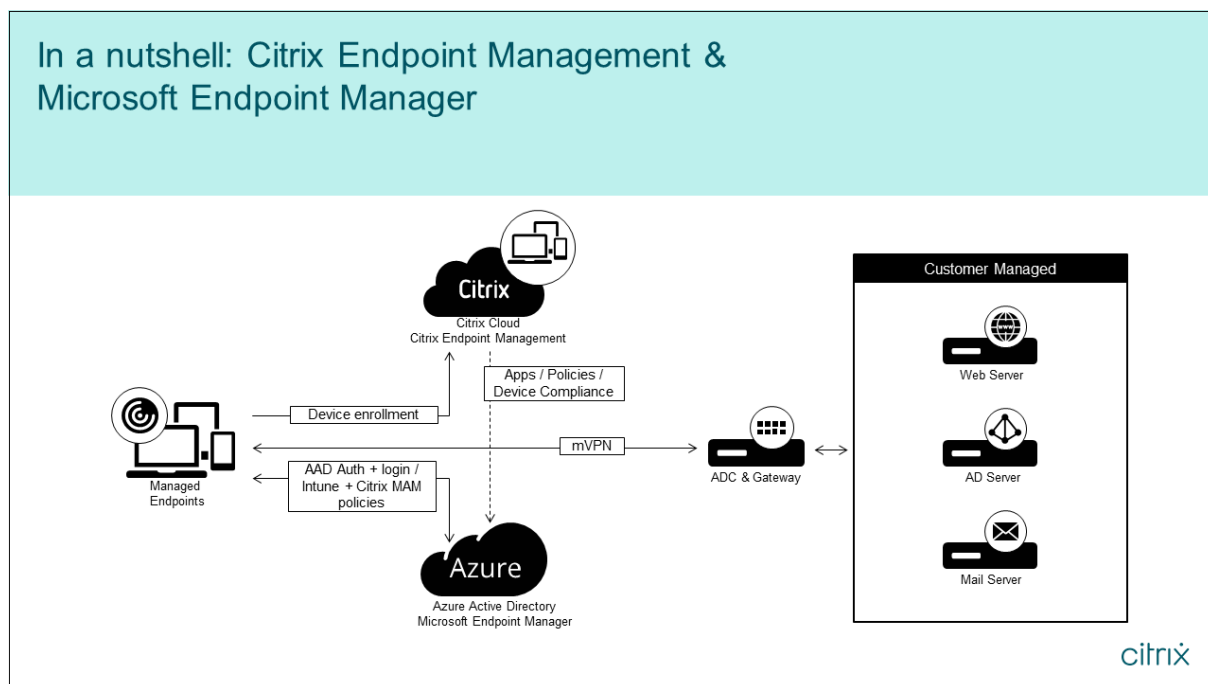 In a nutshell: Citrix Endpoint Management &
Microsoft Endpoint Manager
Citrix
Citrix Cloud
Citrix Endpoint Management
Apps / Policies /
Device Compliance
Device enrollment
mVPN
AAD Auth + login /
Intune + Citrix MAM
policies
Managed
Endpoints
Azure
Azure Active Directory
Microsoft Endpoint Manager
ADC & Gateway
Customer Managed
WWW
Web Server
AD Server
Mail Server
citrix